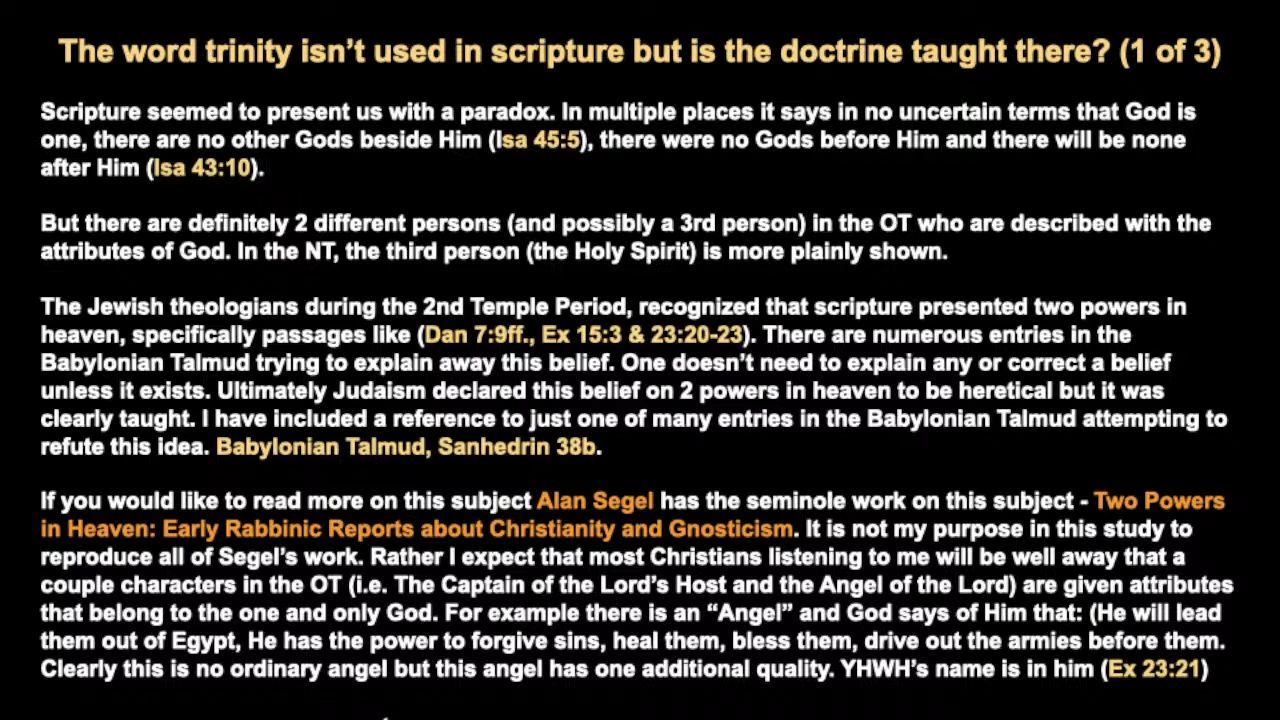 The word trinity isn’t used in scripture but is the doctrine taught there? (1 of 3)
Scripture seemed to present us with a paradox. In multiple places it says in no uncertain terms that God is
one, there are no other Gods beside Him (Isa 45:5), there were no Gods before Him and there will be none
after Him (Isa 43:10).
But there are definitely 2 different persons (and possibly a 3rd person) in the OT who are described with the
attributes of God. In the NT, the third person (the Holy Spirit) is more plainly shown.
The Jewish theologians during the 2nd Temple Period, recognized that scripture presented two powers in
heaven, specifically passages like (Dan 7:9ff., Ex 15:3 & 23:20-23). There are numerous entries in the
Babylonian Talmud trying to explain away this belief. One doesn’t need to explain any or correct a belief
unless it exists. Ultimately Judaism declared this belief on 2 powers in heaven to be heretical but it was
clearly taught. I have included a reference to just one of many entries in the Babylonian Talmud attempting to
refute this idea. Babylonian Talmud, Sanhedrin 38b.
If you would like to read more on this subject Alan Segel has the seminole work on this subject - Two Powers
in Heaven: Early Rabbinic Reports about Christianity and Gnosticism. It is not my purpose in this study to
reproduce all of Segel’s work. Rather I expect that most Christians listening to me will be well away that a
couple characters in the OT (i.e. The Captain of the Lord’s Host and the Angel of the Lord) are given attributes
that belong to the one and only God. For example there is an “Angel” and God says of Him that: (He will lead
them out of Egypt, He has the power to forgive sins, heal them, bless them, drive out the armies before them.
Clearly this is no ordinary angel but this angel has one additional quality. YHWH’s name is in him (Ex 23:21)